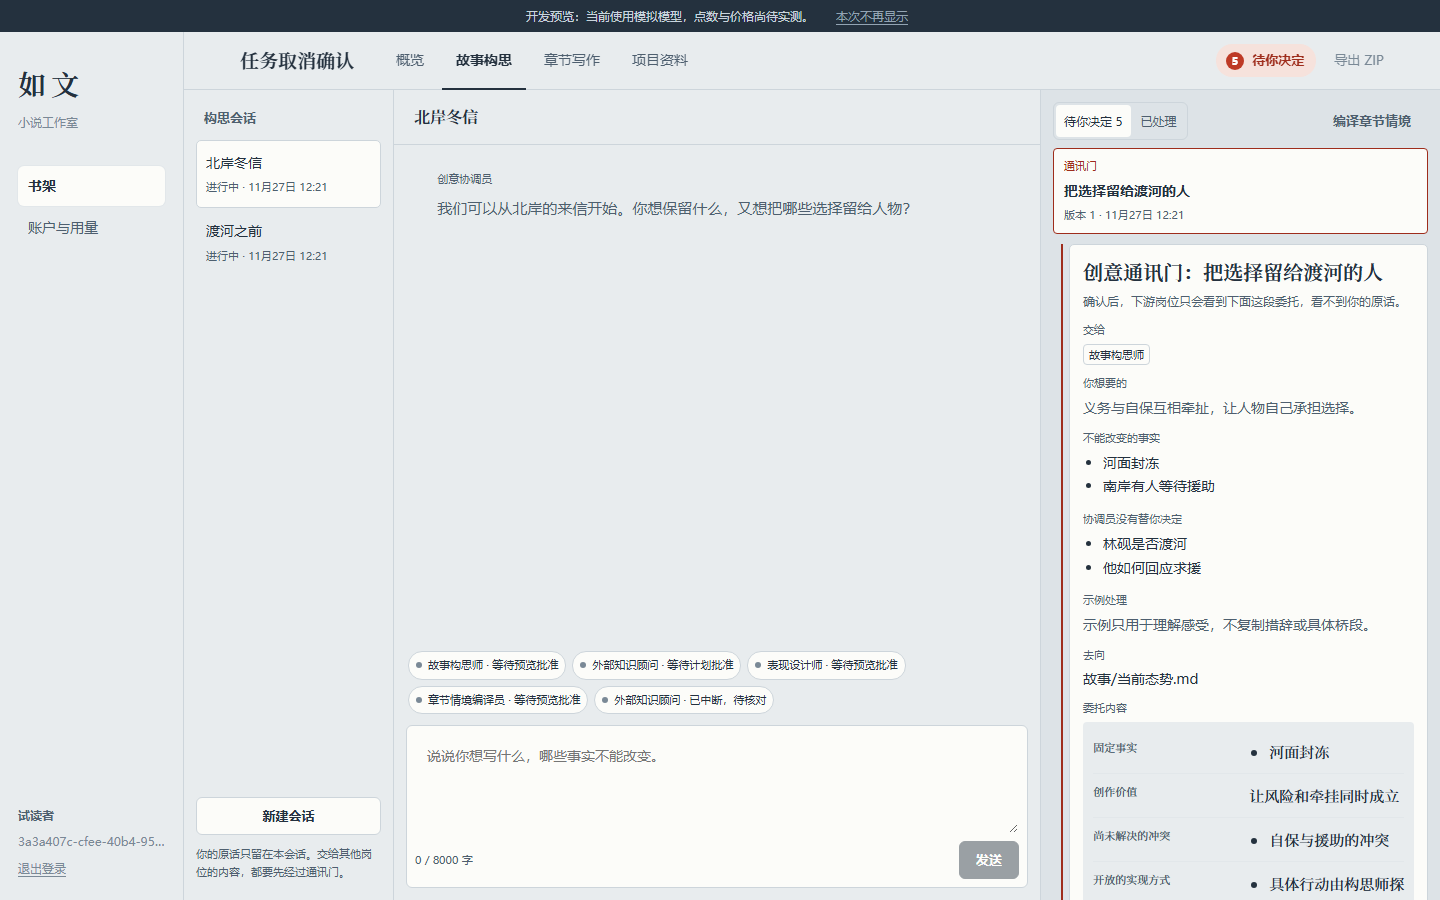 开发预览：当前使用模拟模型，点数与价格尚待实测。 本次不再显示
如文
小说工作室
书架
账户与用量
试读者
3a3a407c-cfee-40b4-95...
退出登录
任务取消确认 概览 故事构思 章节写作 项目资料 5 待你决定 导出 ZIP
构思会话
北岸冬信
进行中 · 11月27日 12:21
渡河之前
进行中 · 11月27日 12:21
新建会话
你的原话只留在本会话。交给其他岗
位的内容，都要先经过通讯门。
北岸冬信
创意协调员
我们可以从北岸的来信开始。你想保留什么，又想把哪些选择留给人物？
故事构思师 · 等待预览批准 外部知识顾问 · 等待计划批准 表现设计师 · 等待预览批准
章节情境编译员 · 等待预览批准 外部知识顾问 · 已中断，待核对
说说你想写什么，哪些事实不能改变。
0 / 8000 字 发送
待你决定 5 已处理 编译章节情境
通讯门
把选择留给渡河的人
版本 1 · 11月27日 12:21
创意通讯门：把选择留给渡河的人
确认后，下游岗位只会看到下面这段委托，看不到你的原话。
交给
故事构思师
你想要的
义务与自保互相牵扯，让人物自己承担选择。
不能改变的事实
河面封冻
南岸有人等待援助
协调员没有替你决定
林砚是否渡河
他如何回应求援
示例处理
示例只用于理解感受，不复制措辞或具体桥段。
去向
故事/当前态势.md
委托内容
固定事实 河面封冻
创作价值 让风险和牵挂同时成立
尚未解决的冲突 自保与援助的冲突
开放的实现方式 具体行动由构思师探